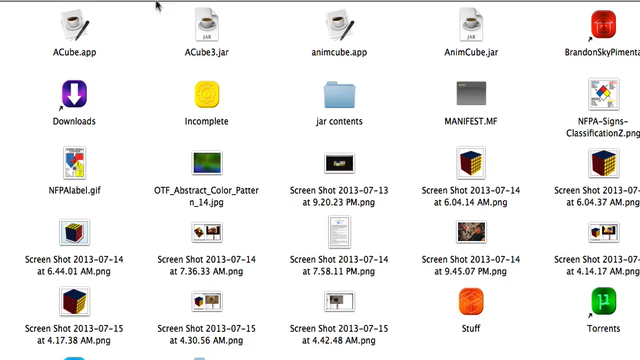 ACube.app
ACube3.jar
animcube.app
AnimCube.jar
BrandonSkyPimenta
Downloads
Incomplete
jar contents
MANIFEST.MF
NFPA-Signs-
ClassificationZ.png
NFPAlabel.gif
OTF_Abstract_Color_Patter
n_14.jpg
Screen Shot 2013-07-13
at 9.20.23 PM.png
Screen Shot 2013-07-14
at 6.04.14 AM.png
Screen Shot 2013-07-14
at 6.04.37 AM.png
Screen Shot 2013-07-14
at 6.44.01 AM.png
Screen Shot 2013-07-14
at 7.36.33 AM.png
Screen Shot 2013-07-14
at 7.58.11 PM.png
Screen Shot 2013-07-14
at 9.45.07 PM.png
Screen Shot 2013-07-15
at 4.14.17 AM.png
Screen Shot 2013-07-15
at 4.17.38 AM.png
Screen Shot 2013-07-15
at 4.30.56 AM.png
Screen Shot 2013-07-15
at 4.42.48 AM.png
Stuff
Torrents